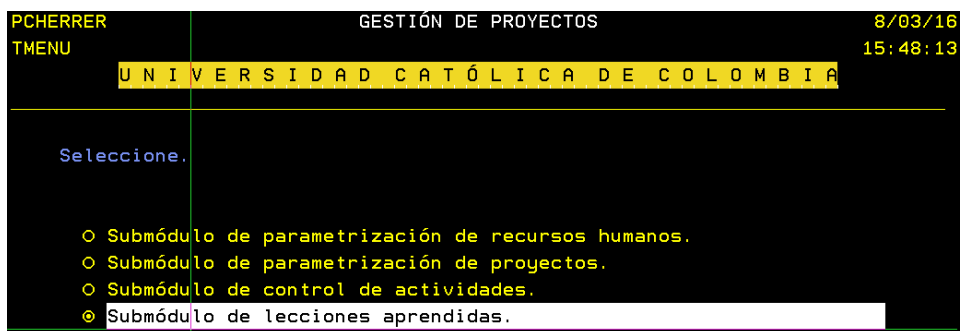 PCHERRER GESTIÓN DE PROYECTOS 8/03/16
TMENU 15:48:13
U N I V E R S I D A D C A T Ó L I C A D E C O L O M B I A
Seleccione.
Submódulo de parametrización de recursos humanos.
Submódulo de parametrización de proyectos.
Submódulo de control de actividades.
Submódulo de lecciones aprendidas.